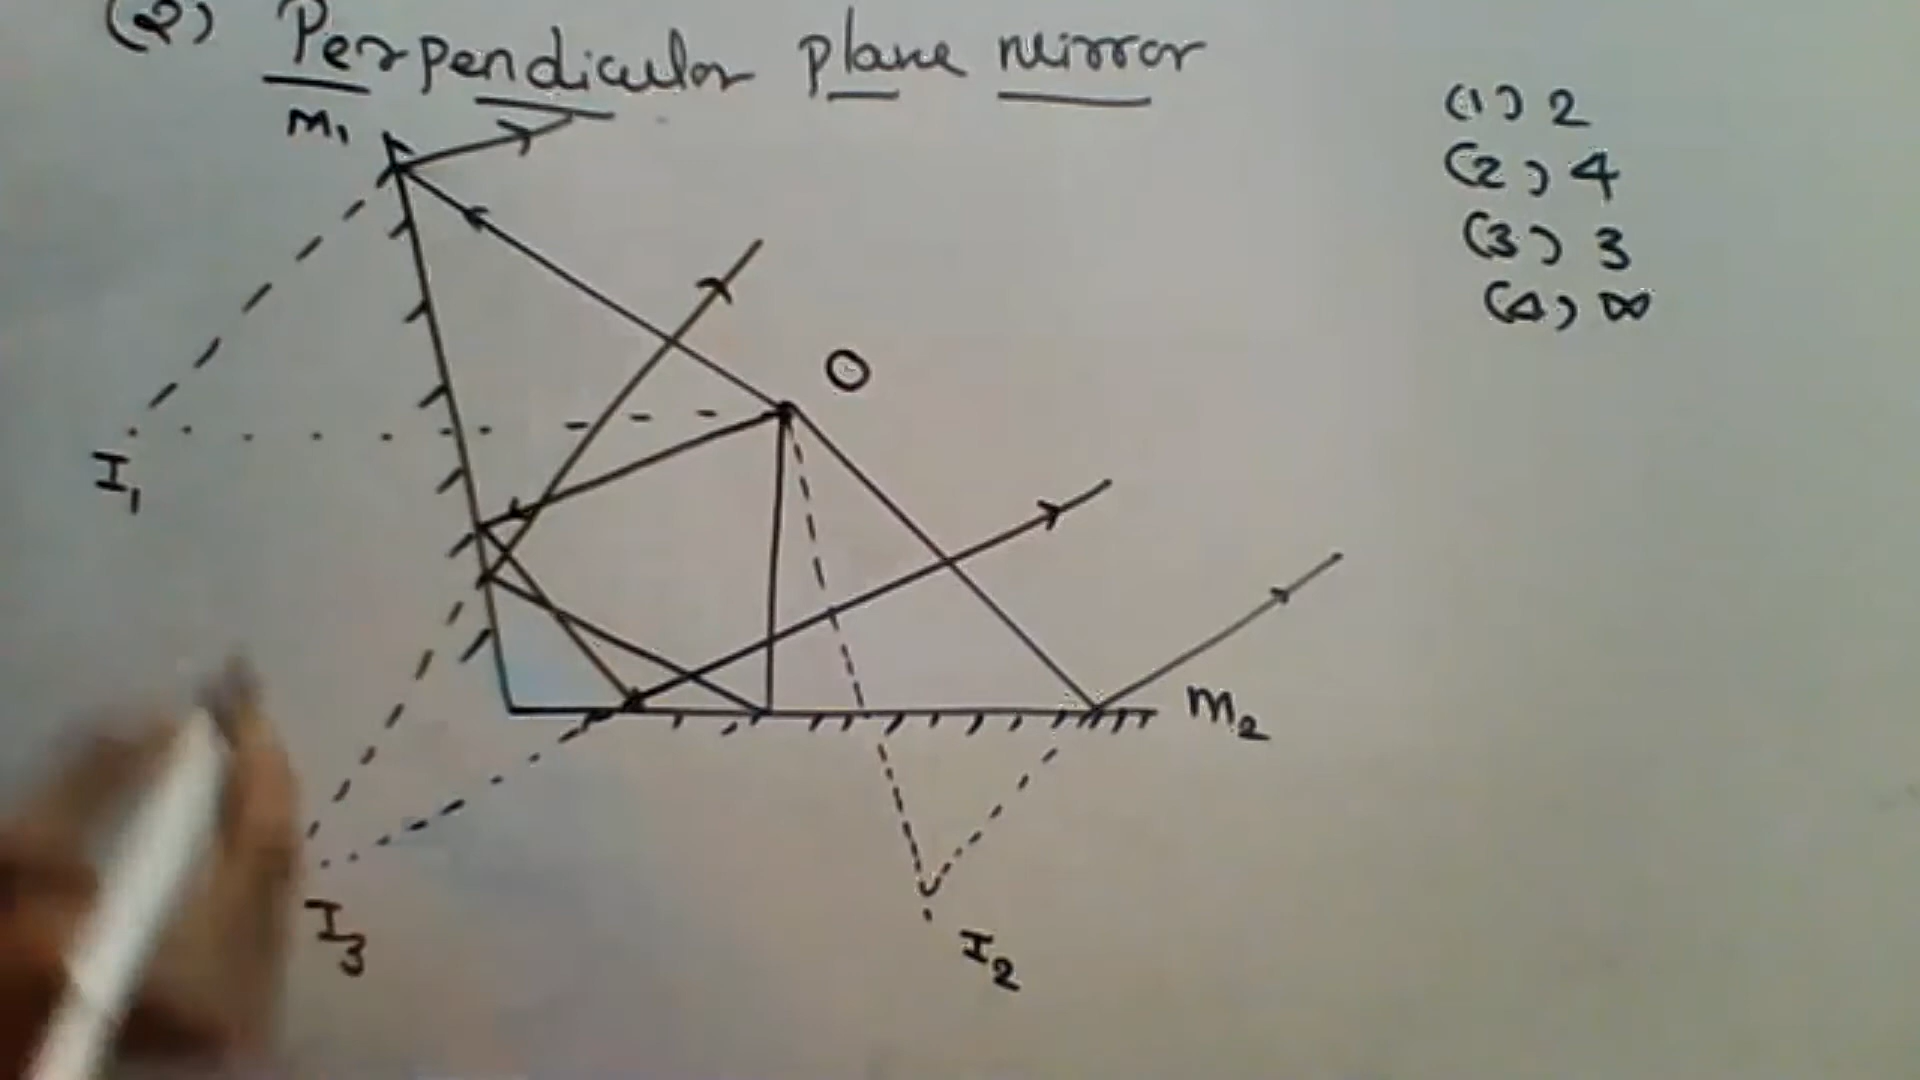 (2) Perpendicular plane mirror
M₁
(1) 2
(2) 4
(3) 3
(4) ∞
O
I₁
M₂
I₃
I₂